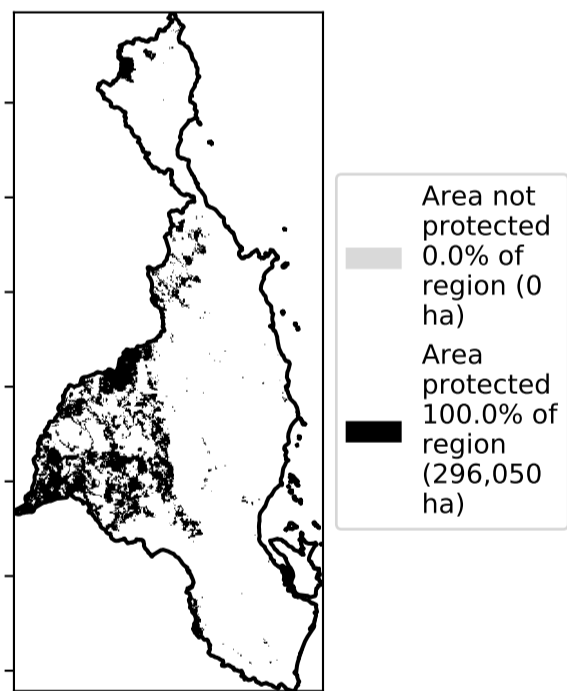 Area not
protected
0.0% of
region (0
ha)
Area
protected
100.0% of
region
(296,050
ha)